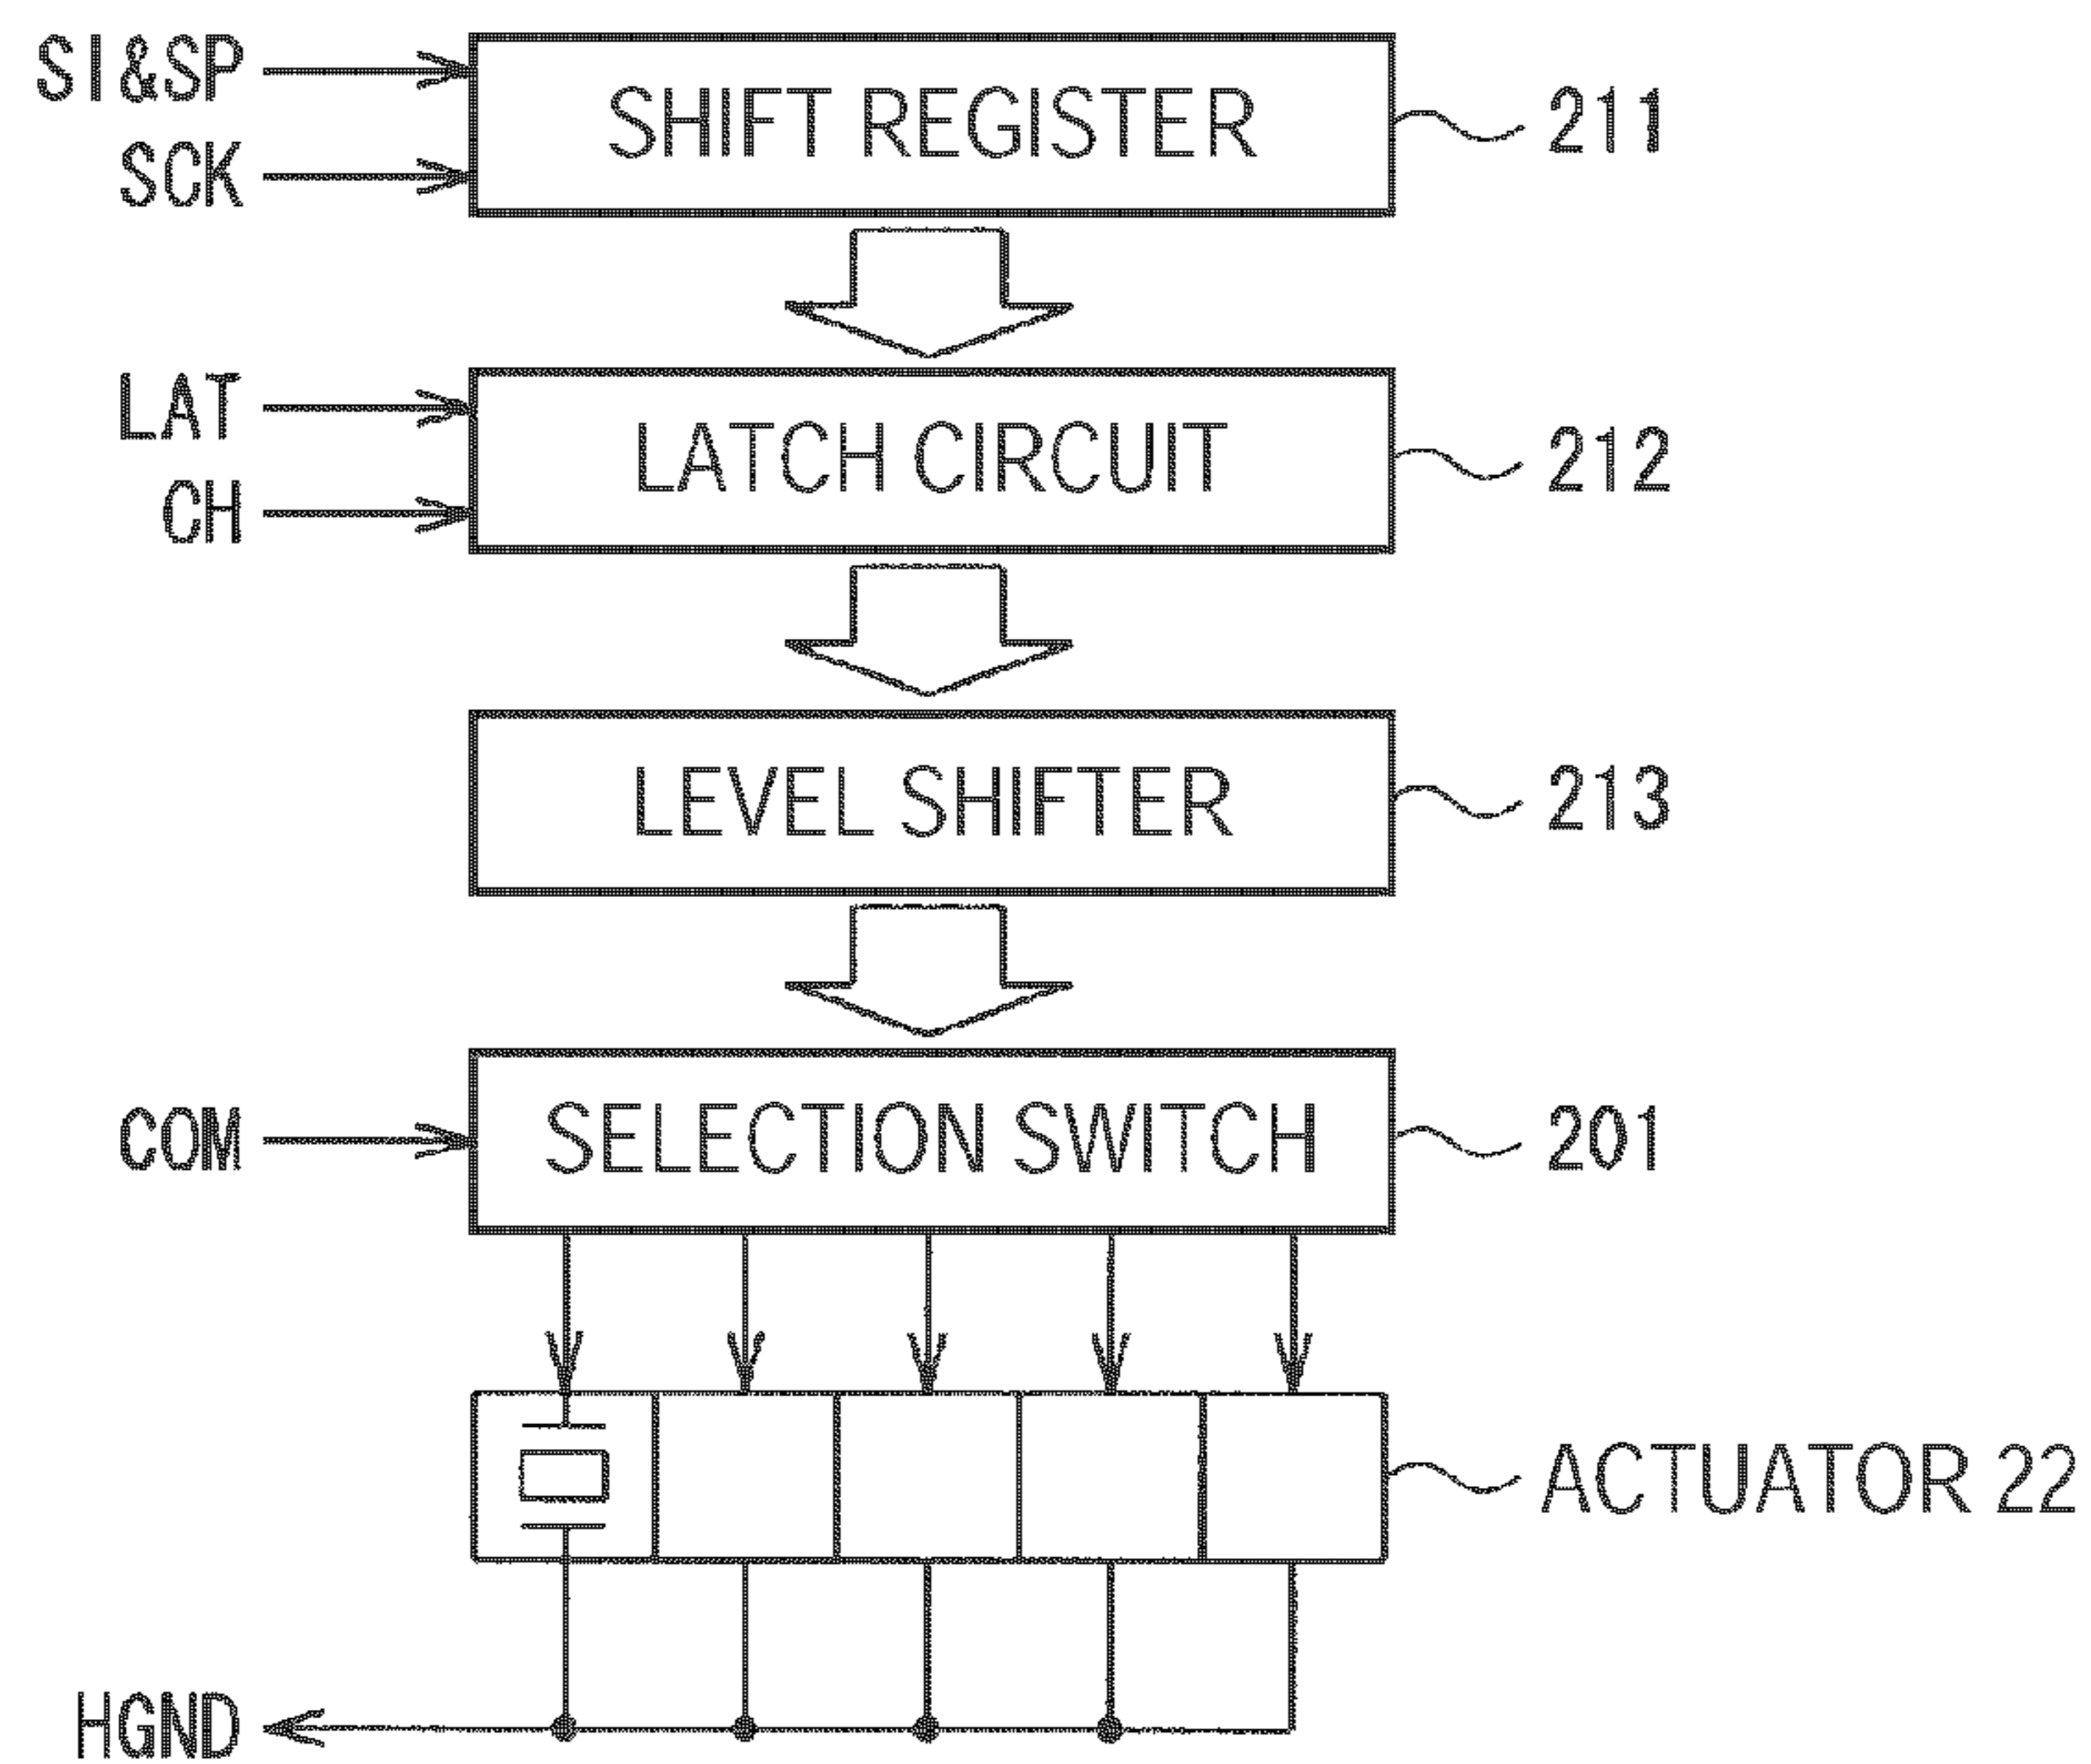 SI&SP
SCK
SHIFT REGISTER
211
LAT
CH
LATCH CIRCUIT
212
LEVEL SHIFTER
213
COM
SELECTION SWITCH
201
ACTUATOR 22
HGND